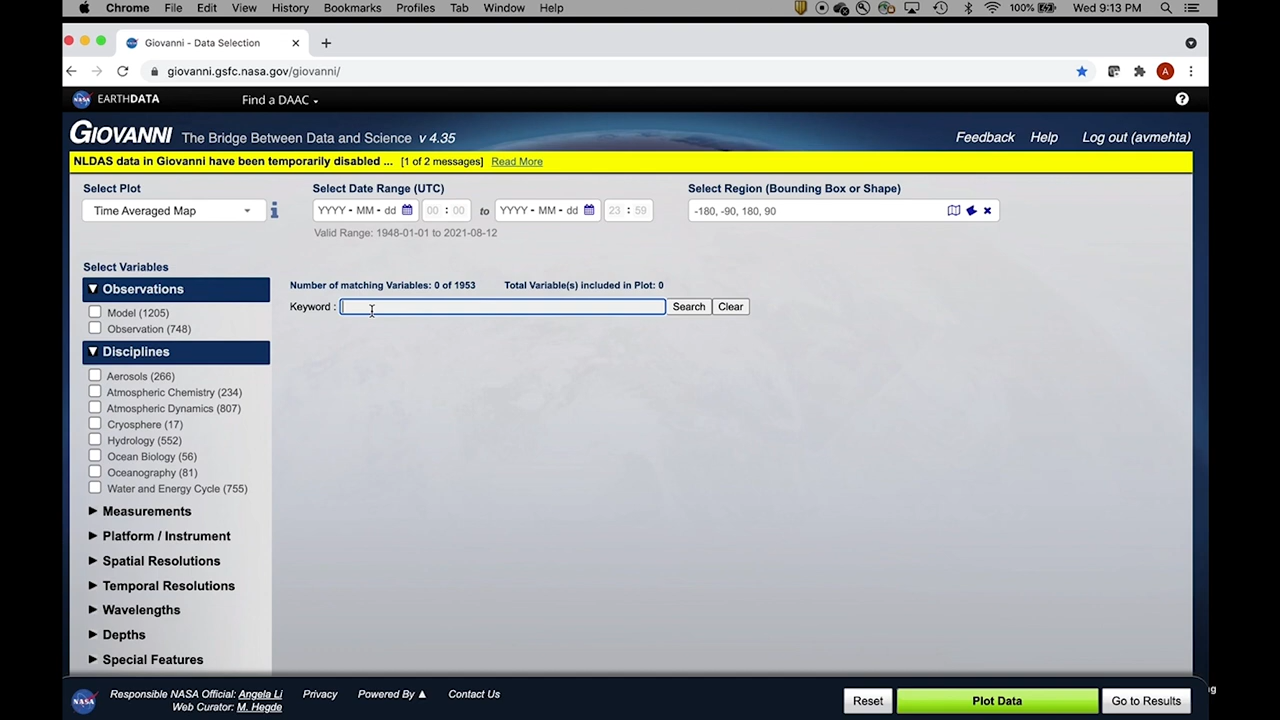 Chrome File Edit View History Bookmarks Profiles Tab Window Help 100% Wed 9:13 PM
Giovanni - Data Selection
giovanni.gsfc.nasa.gov/giovanni/ A
EARTHDATA Find a DAAC
GIOVANNI The Bridge Between Data and Science v 4.35 Feedback Help Log out (avmehta)
NLDAS data in Giovanni have been temporarily disabled ... [1 of 2 messages] Read More
Select Plot Select Date Range (UTC) Select Region (Bounding Box or Shape)
Time Averaged Map YYYY - MM - dd 00 : 00 to YYYY - MM - dd 23 : 59 -180, -90, 180, 90
Valid Range: 1948-01-01 to 2021-08-12
Select Variables
Observations Number of matching Variables: 0 of 1953 Total Variable(s) included in Plot: 0
Keyword : Search Clear
Model (1205)
Observation (748)
Disciplines
Aerosols (266)
Atmospheric Chemistry (234)
Atmospheric Dynamics (807)
Cryosphere (17)
Hydrology (552)
Ocean Biology (56)
Oceanography (81)
Water and Energy Cycle (755)
Measurements
Platform / Instrument
Spatial Resolutions
Temporal Resolutions
Wavelengths
Depths
Special Features
Responsible NASA Official: Angela Li Privacy Powered By Contact Us
Web Curator: M. Hegde
Reset Plot Data Go to Results
NASA